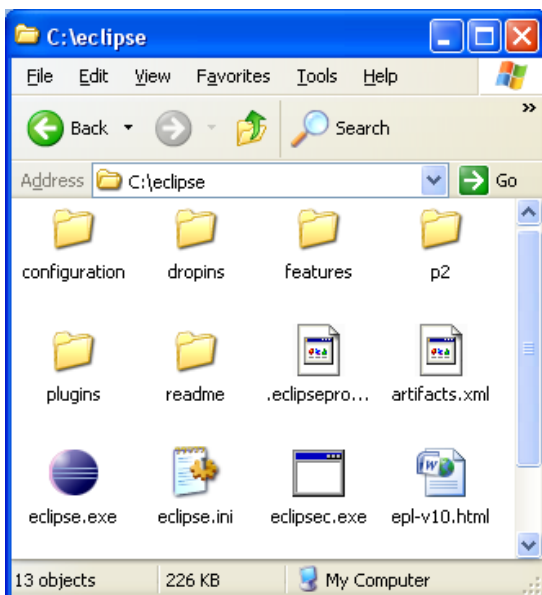 C:\eclipse
File Edit View Favorites Tools Help
Back Search »
Address C:\eclipse Go
configuration dropins features p2
plugins readme .eclipsepro... artifacts.xml
eclipse.exe eclipse.ini eclipsec.exe epl-v10.html
13 objects 226 KB My Computer